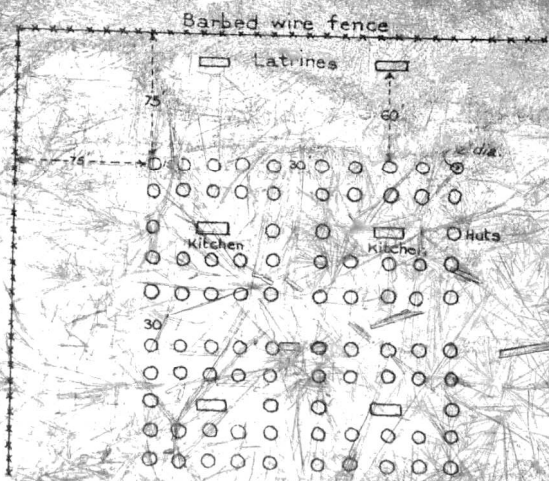 Barbed wire fence
Latrines
75'
60'
75'
30'
dia.
Kitchen
Kitchen
Huts
30'